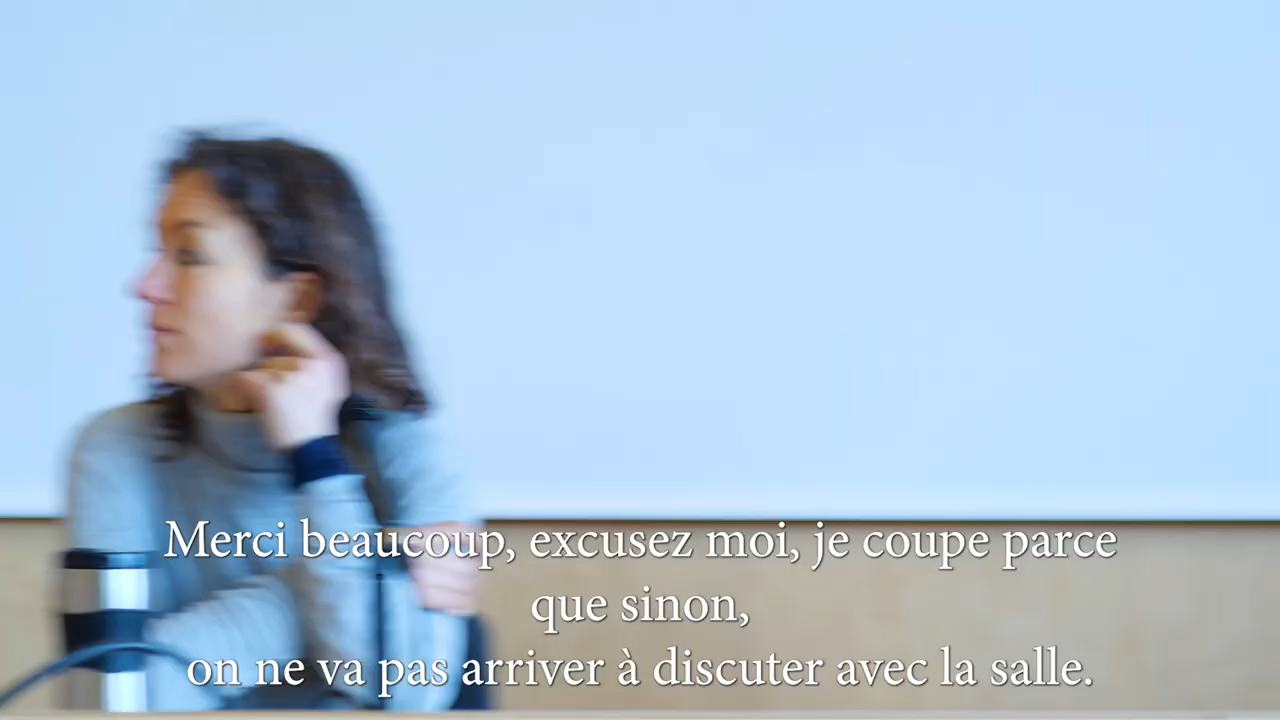 Merci beaucoup, excusez moi, je coupe parce
que sinon,
on ne va pas arriver à discuter avec la salle.